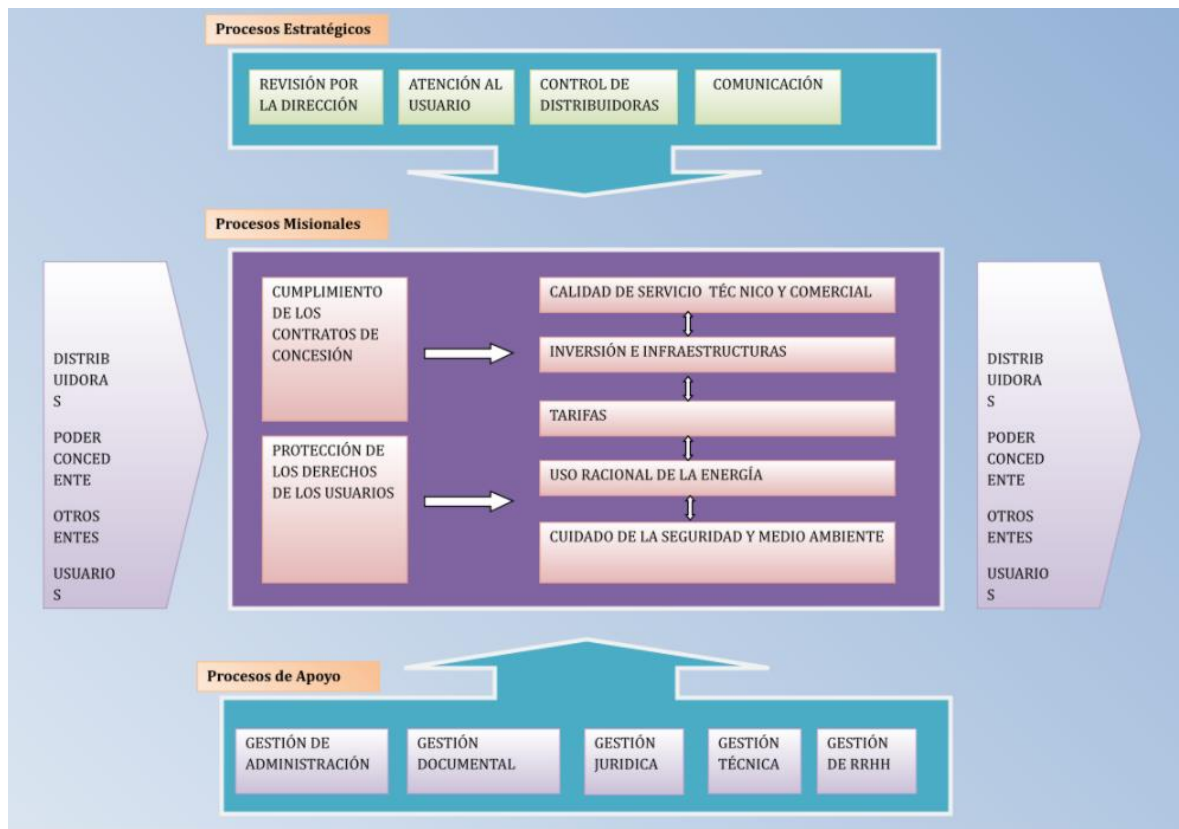 Procesos Estratégicos
REVISIÓN POR
LA DIRECCIÓN
ATENCIÓN AL
USUARIO
CONTROL DE
DISTRIBUIDORAS
COMUNICACIÓN
Procesos Misionales
DISTRIB
UIDORA
S
PODER
CONCED
ENTE
OTROS
ENTES
USUARIO
S
CUMPLIMIENTO
DE LOS
CONTRATOS DE
CONCESIÓN
PROTECCIÓN DE
LOS DERECHOS
DE LOS USUARIOS
CALIDAD DE SERVICIO TÉC NICO Y COMERCIAL
INVERSIÓN E INFRAESTRUCTURAS
TARIFAS
USO RACIONAL DE LA ENERGÍA
CUIDADO DE LA SEGURIDAD Y MEDIO AMBIENTE
DISTRIB
UIDORA
S
PODER
CONCED
ENTE
OTROS
ENTES
USUARIO
S
Procesos de Apoyo
GESTIÓN DE
ADMINISTRACIÓN
GESTIÓN
DOCUMENTAL
GESTIÓN
JURIDICA
GESTIÓN
TÉCNICA
GESTIÓN
DE RRHH